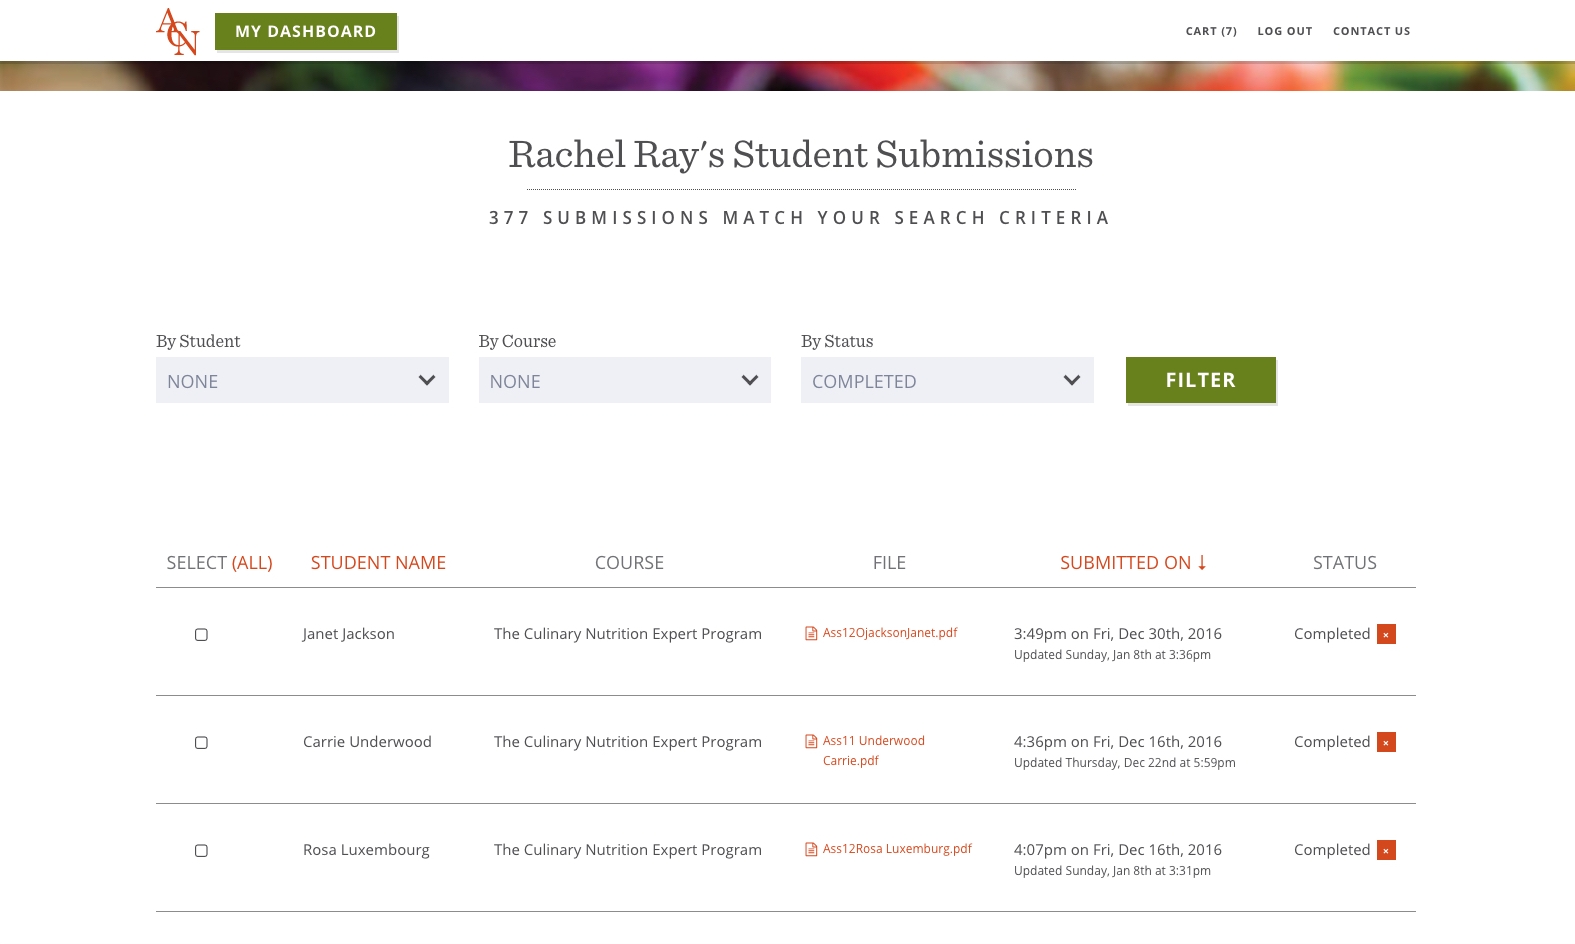 ACN
MY DASHBOARD
CART (7) LOG OUT CONTACT US
Rachel Ray's Student Submissions
377 SUBMISSIONS MATCH YOUR SEARCH CRITERIA
By Student By Course By Status
NONE NONE COMPLETED FILTER
SELECT (ALL) STUDENT NAME COURSE FILE SUBMITTED ON ↓ STATUS
Janet Jackson The Culinary Nutrition Expert Program Ass12OjacksonJanet.pdf 3:49pm on Fri, Dec 30th, 2016 Completed ×
Updated Sunday, Jan 8th at 3:36pm
Carrie Underwood The Culinary Nutrition Expert Program Ass11 Underwood 4:36pm on Fri, Dec 16th, 2016 Completed ×
Carrie.pdf Updated Thursday, Dec 22nd at 5:59pm
Rosa Luxembourg The Culinary Nutrition Expert Program Ass12Rosa Luxemburg.pdf 4:07pm on Fri, Dec 16th, 2016 Completed ×
Updated Sunday, Jan 8th at 3:31pm